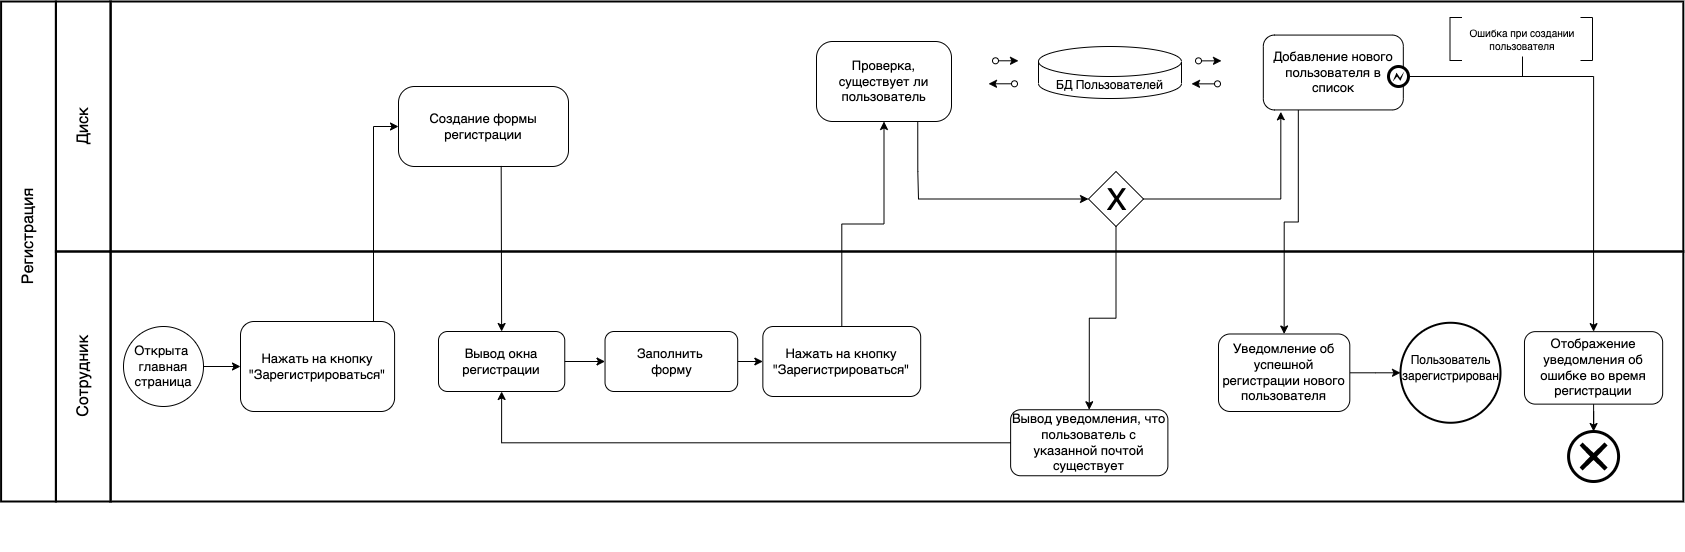 Регистрация
Диск
Создание формы
регистрации
Проверка,
существует ли
пользователь
БД Пользователей
Добавление нового
пользователя в
список
Ошибка при создании
пользователя
X
Сотрудник
Открыта
главная
страница
Нажать на кнопку
"Зарегистрироваться"
Вывод окна
регистрации
Заполнить
форму
Нажать на кнопку
"Зарегистрироваться"
Вывод уведомления, что
пользователь с
указанной почтой
существует
Уведомление об
успешной
регистрации нового
пользователя
Пользователь
зарегистрирован
Отображение
уведомления об
ошибке во время
регистрации